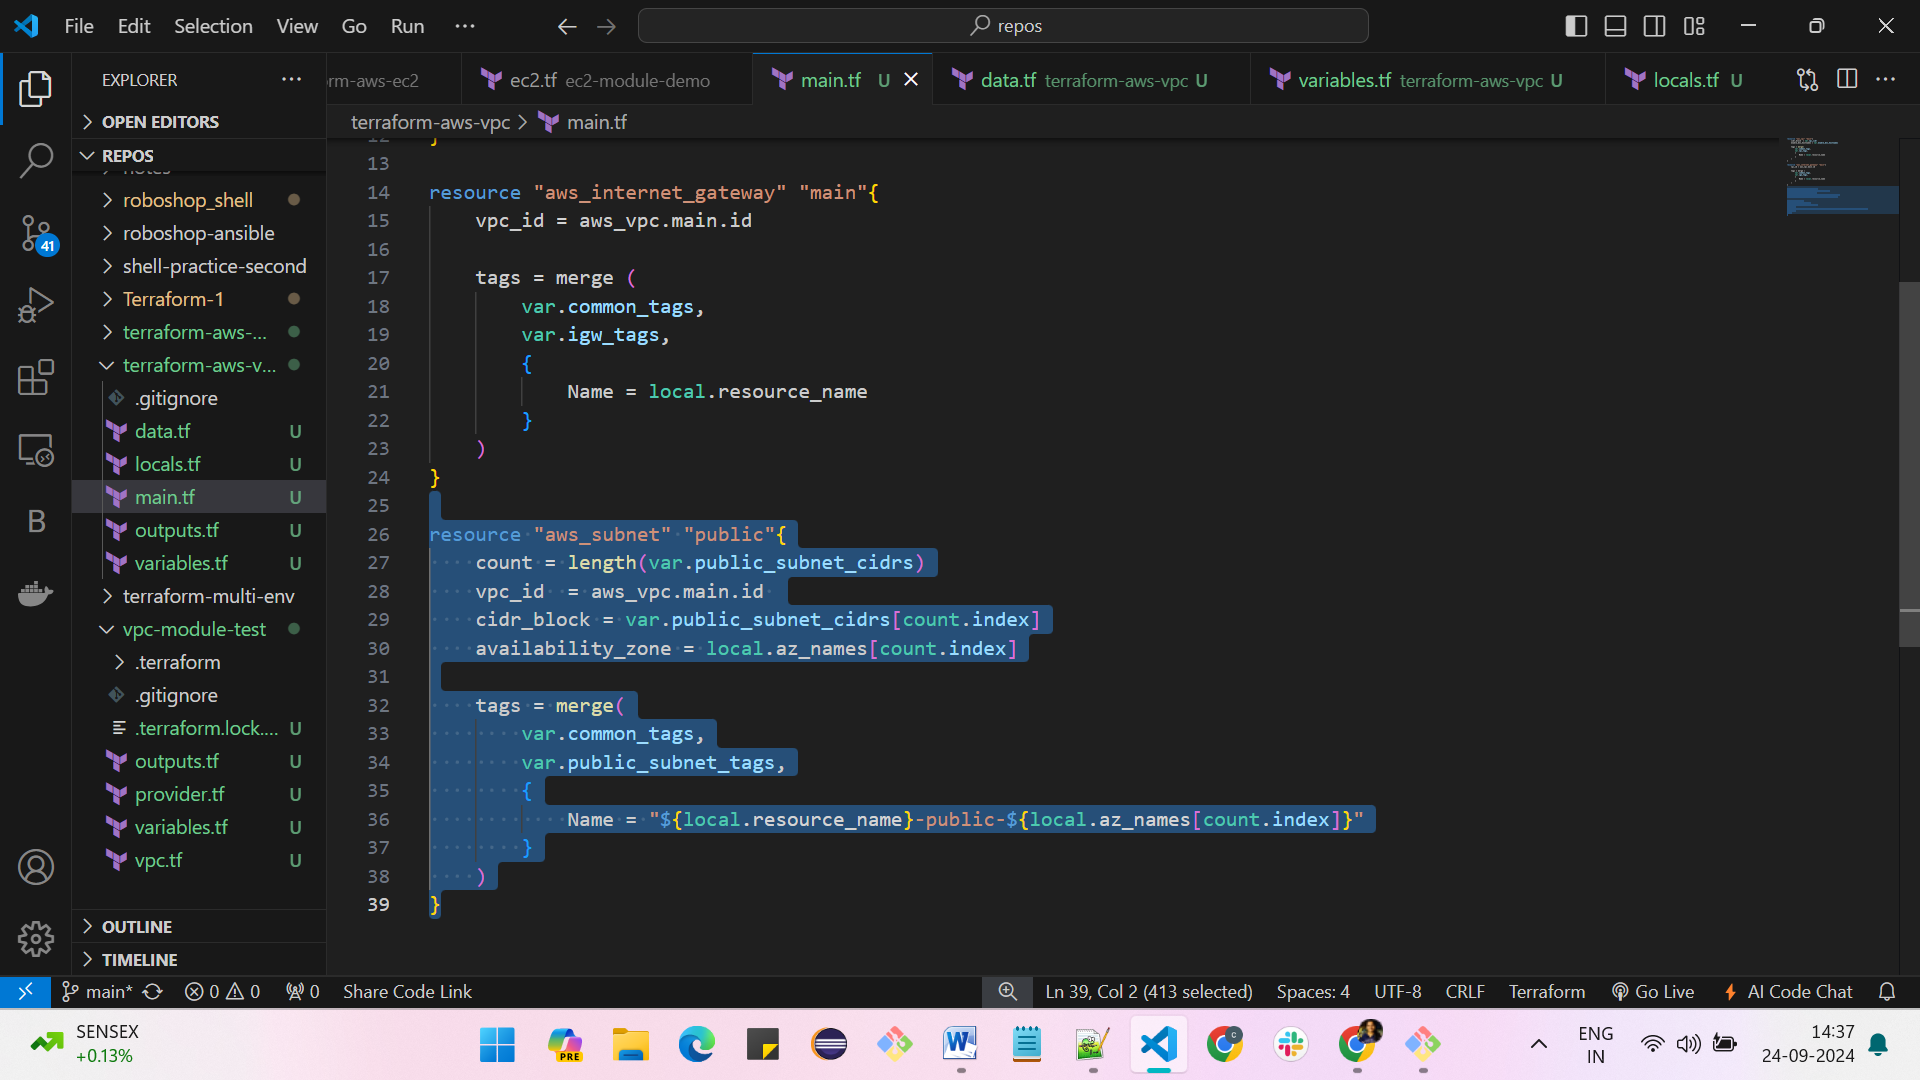 File Edit Selection View Go Run ···
repos
EXPLORER ···
rm-aws-ec2
ec2.tf ec2-module-demo
main.tf U
data.tf terraform-aws-vpc U
variables.tf terraform-aws-vpc U
locals.tf U
OPEN EDITORS
REPOS
notes
roboshop_shell
roboshop-ansible
shell-practice-second
Terraform-1
terraform-aws-...
terraform-aws-v...
.gitignore
data.tf U
locals.tf U
main.tf U
outputs.tf U
variables.tf U
terraform-multi-env
vpc-module-test
.terraform
.gitignore
.terraform.lock.... U
outputs.tf U
provider.tf U
variables.tf U
vpc.tf U
OUTLINE
TIMELINE
41
B
terraform-aws-vpc > main.tf
12 }
13
14 resource "aws_internet_gateway" "main"{
15 vpc_id = aws_vpc.main.id
16
17 tags = merge (
18 var.common_tags,
19 var.igw_tags,
20 {
21 Name = local.resource_name
22 }
23 )
24 }
25
26 resource "aws_subnet" "public"{
27 count = length(var.public_subnet_cidrs)
28 vpc_id  = aws_vpc.main.id
29 cidr_block = var.public_subnet_cidrs[count.index]
30 availability_zone = local.az_names[count.index]
31
32 tags = merge(
33 var.common_tags,
34 var.public_subnet_tags,
35 {
36 Name = "${local.resource_name}-public-${local.az_names[count.index]}"
37 }
38 )
39 }
main* 0 0 0 Share Code Link Ln 39, Col 2 (413 selected) Spaces: 4 UTF-8 CRLF Terraform Go Live AI Code Chat
SENSEX
+0.13%
PRE
ENG
IN
14:37
24-09-2024